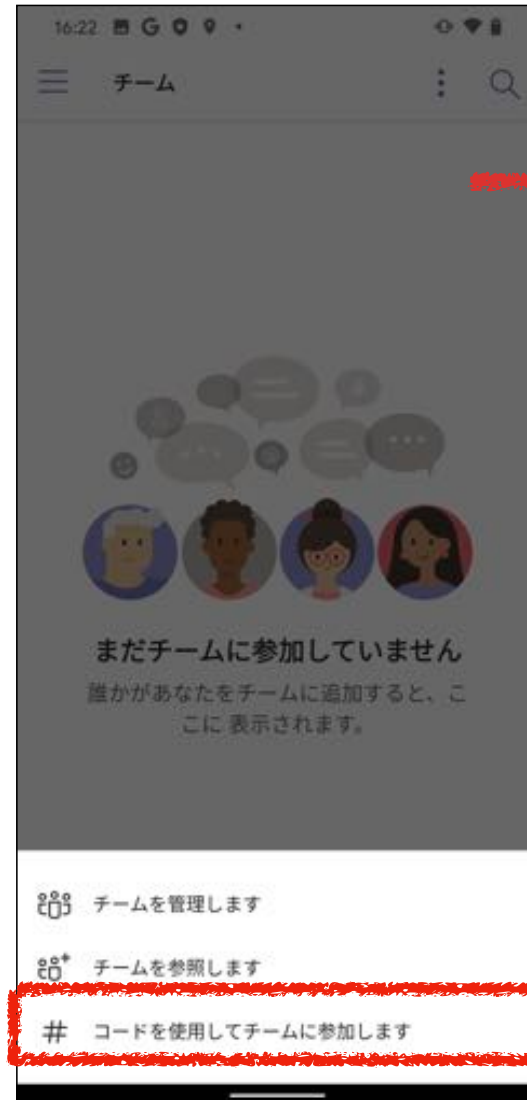 16:22
チーム
まだチームに参加していません
誰かがあなたをチームに追加すると、こ
こに 表示されます。
チームを管理します
チームを参照します
# コードを使用してチームに参加します